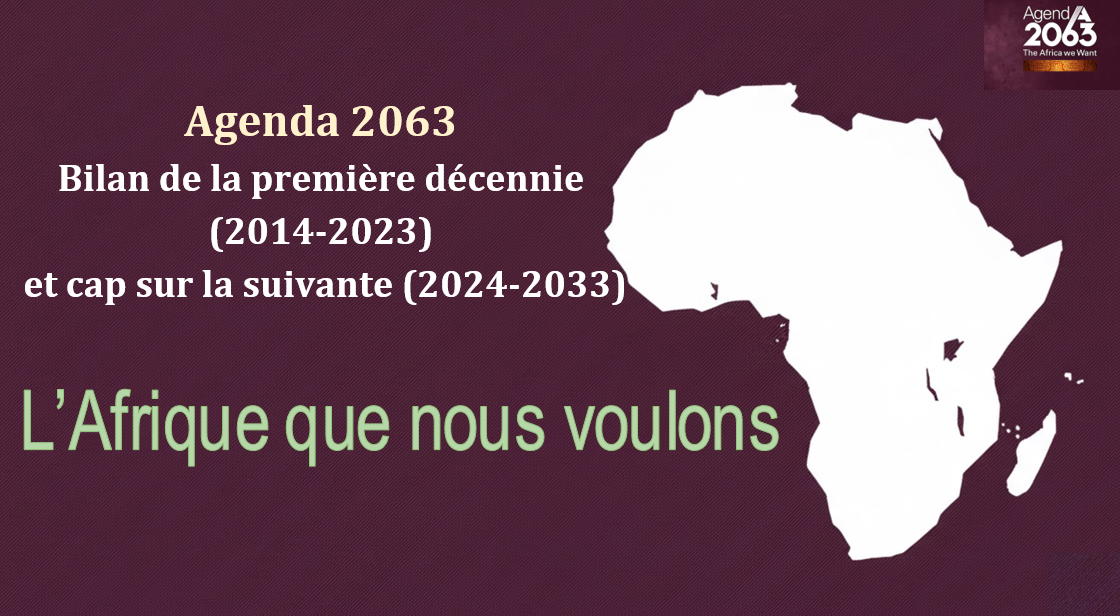 Agenda 2063
The Africa we Want
Agenda 2063
Bilan de la première décennie
(2014-2023)
et cap sur la suivante (2024-2033)
L’Afrique que nous voulons